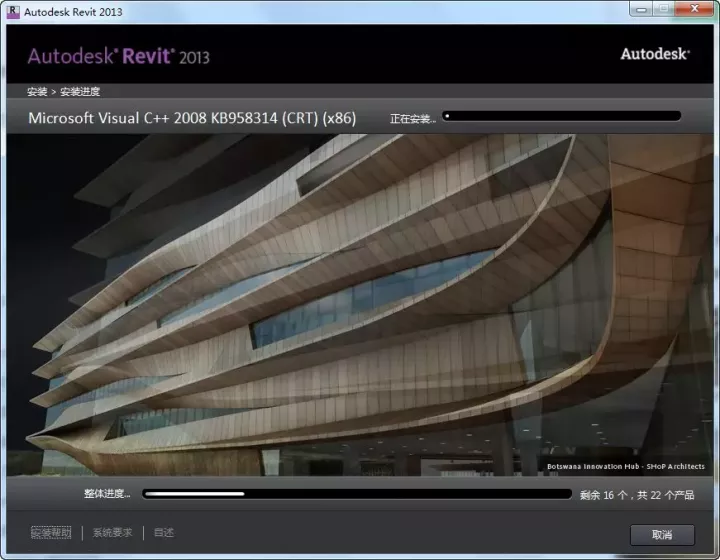 Autodesk Revit 2013
Autodesk® Revit® 2013
Autodesk®
安装 > 安装进度
Microsoft Visual C++ 2008 KB958314 (CRT) (x86)
正在安装...
Botswana Innovation Hub - SHoP Architects
整体进度...
剩余 16 个，共 22 个产品
安装帮助
系统要求
自述
取消